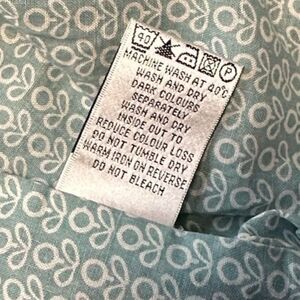 40 P
MACHINE WASH AT 40°C
WASH AND DRY
DARK COLOURS
SEPARATELY
WASH AND DRY
INSIDE OUT TO
REDUCE COLOUR LOSS
DO NOT TUMBLE DRY
WARM IRON ON REVERSE
DO NOT BLEACH